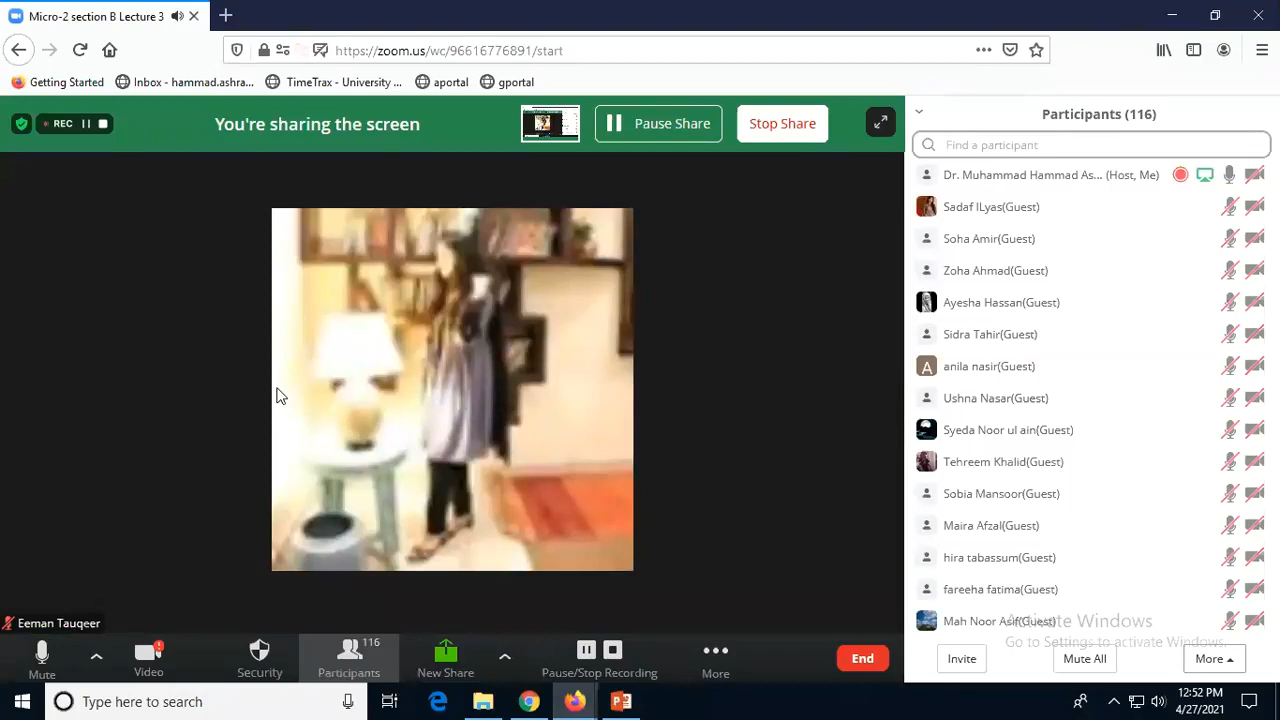 Micro-2 section B Lecture 3
https://zoom.us/wc/96616776891/start
Getting Started
Inbox - hammad.ashra...
TimeTrax - University ...
aportal
gportal
REC
You're sharing the screen
Pause Share
Stop Share
Participants (116)
Find a participant
Dr. Muhammad Hammad As... (Host, Me)
Sadaf ILyas(Guest)
Soha Amir(Guest)
Zoha Ahmad(Guest)
Ayesha Hassan(Guest)
Sidra Tahir(Guest)
A
anila nasir(Guest)
Ushna Nasar(Guest)
Syeda Noor ul ain(Guest)
Tehreem Khalid(Guest)
Sobia Mansoor(Guest)
Maira Afzal(Guest)
hira tabassum(Guest)
fareeha fatima(Guest)
Mah Noor Asif(Guest)
Activate Windows
Go to Settings to activate Windows.
Eeman Tauqeer
Mute
Video
Security
116
Participants
New Share
Pause/Stop Recording
More
End
Invite
Mute All
More
Type here to search
12:52 PM
4/27/2021